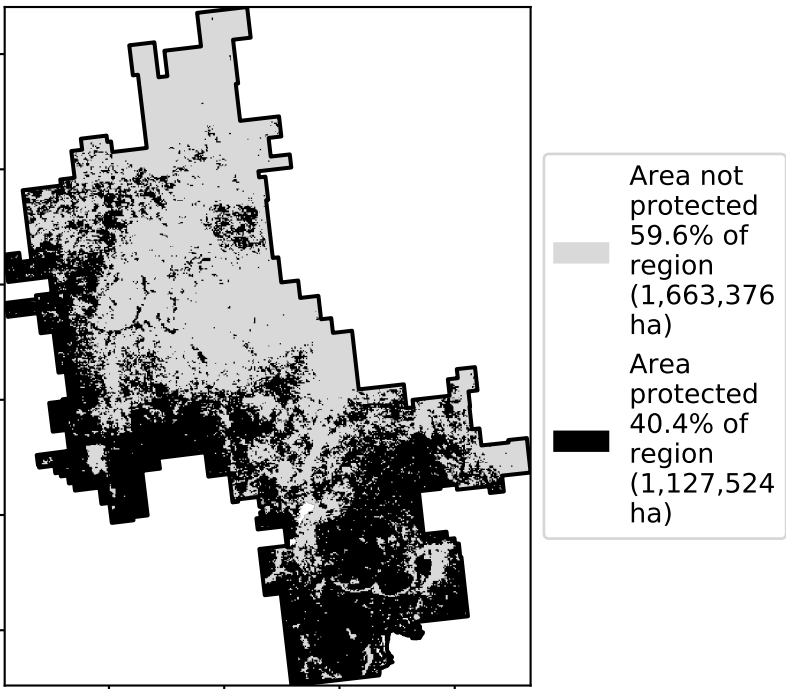 Area not
protected
59.6% of
region
(1,663,376
ha)
Area
protected
40.4% of
region
(1,127,524
ha)